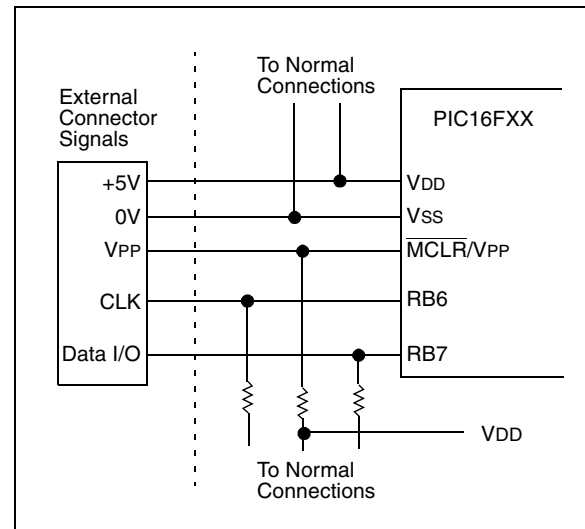 To Normal
Connections
External
Connector
Signals
PIC16FXX
+5V
VDD
0V
VSS
VPP
MCLR/VPP
CLK
RB6
Data I/O
RB7
VDD
To Normal
Connections